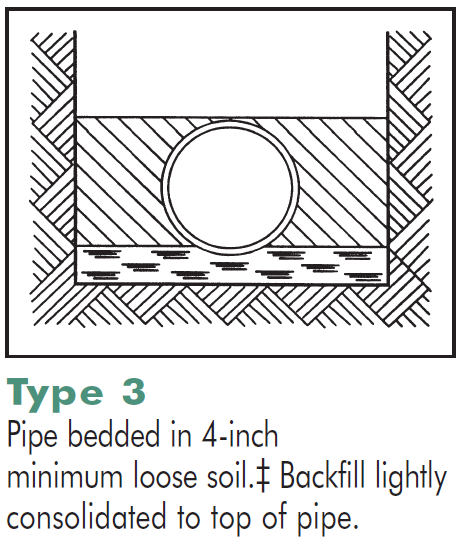 Type 3
Pipe bedded in 4-inch
minimum loose soil.‡ Backfill lightly
consolidated to top of pipe.